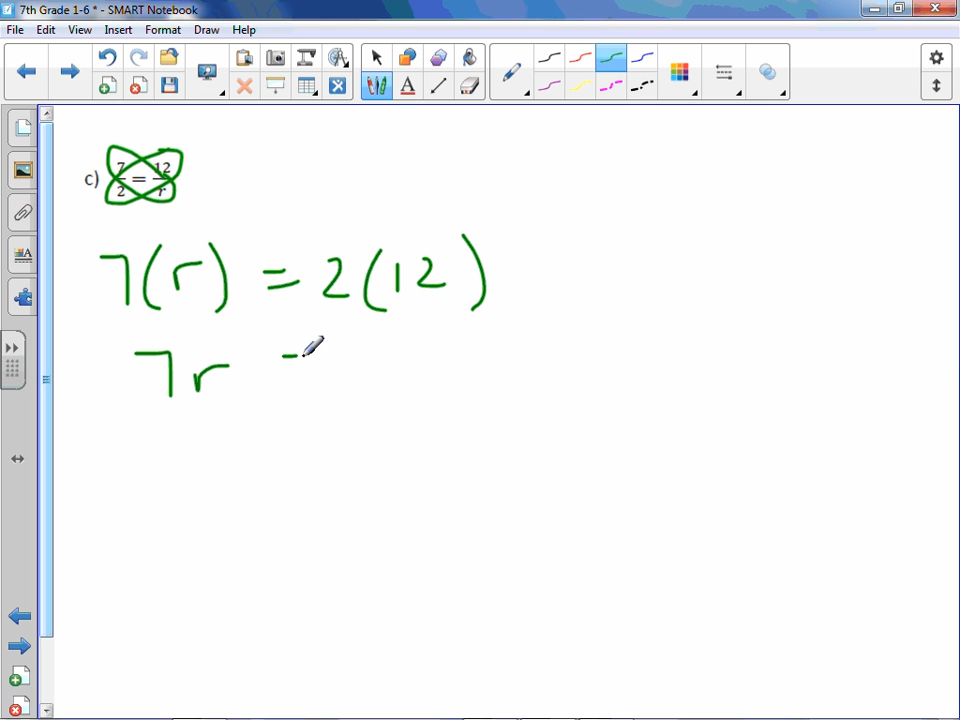 7th Grade 1-6 * - SMART Notebook
File Edit View Insert Format Draw Help
c) 7/2 = 12/r
7(r) = 2(12)
7r =